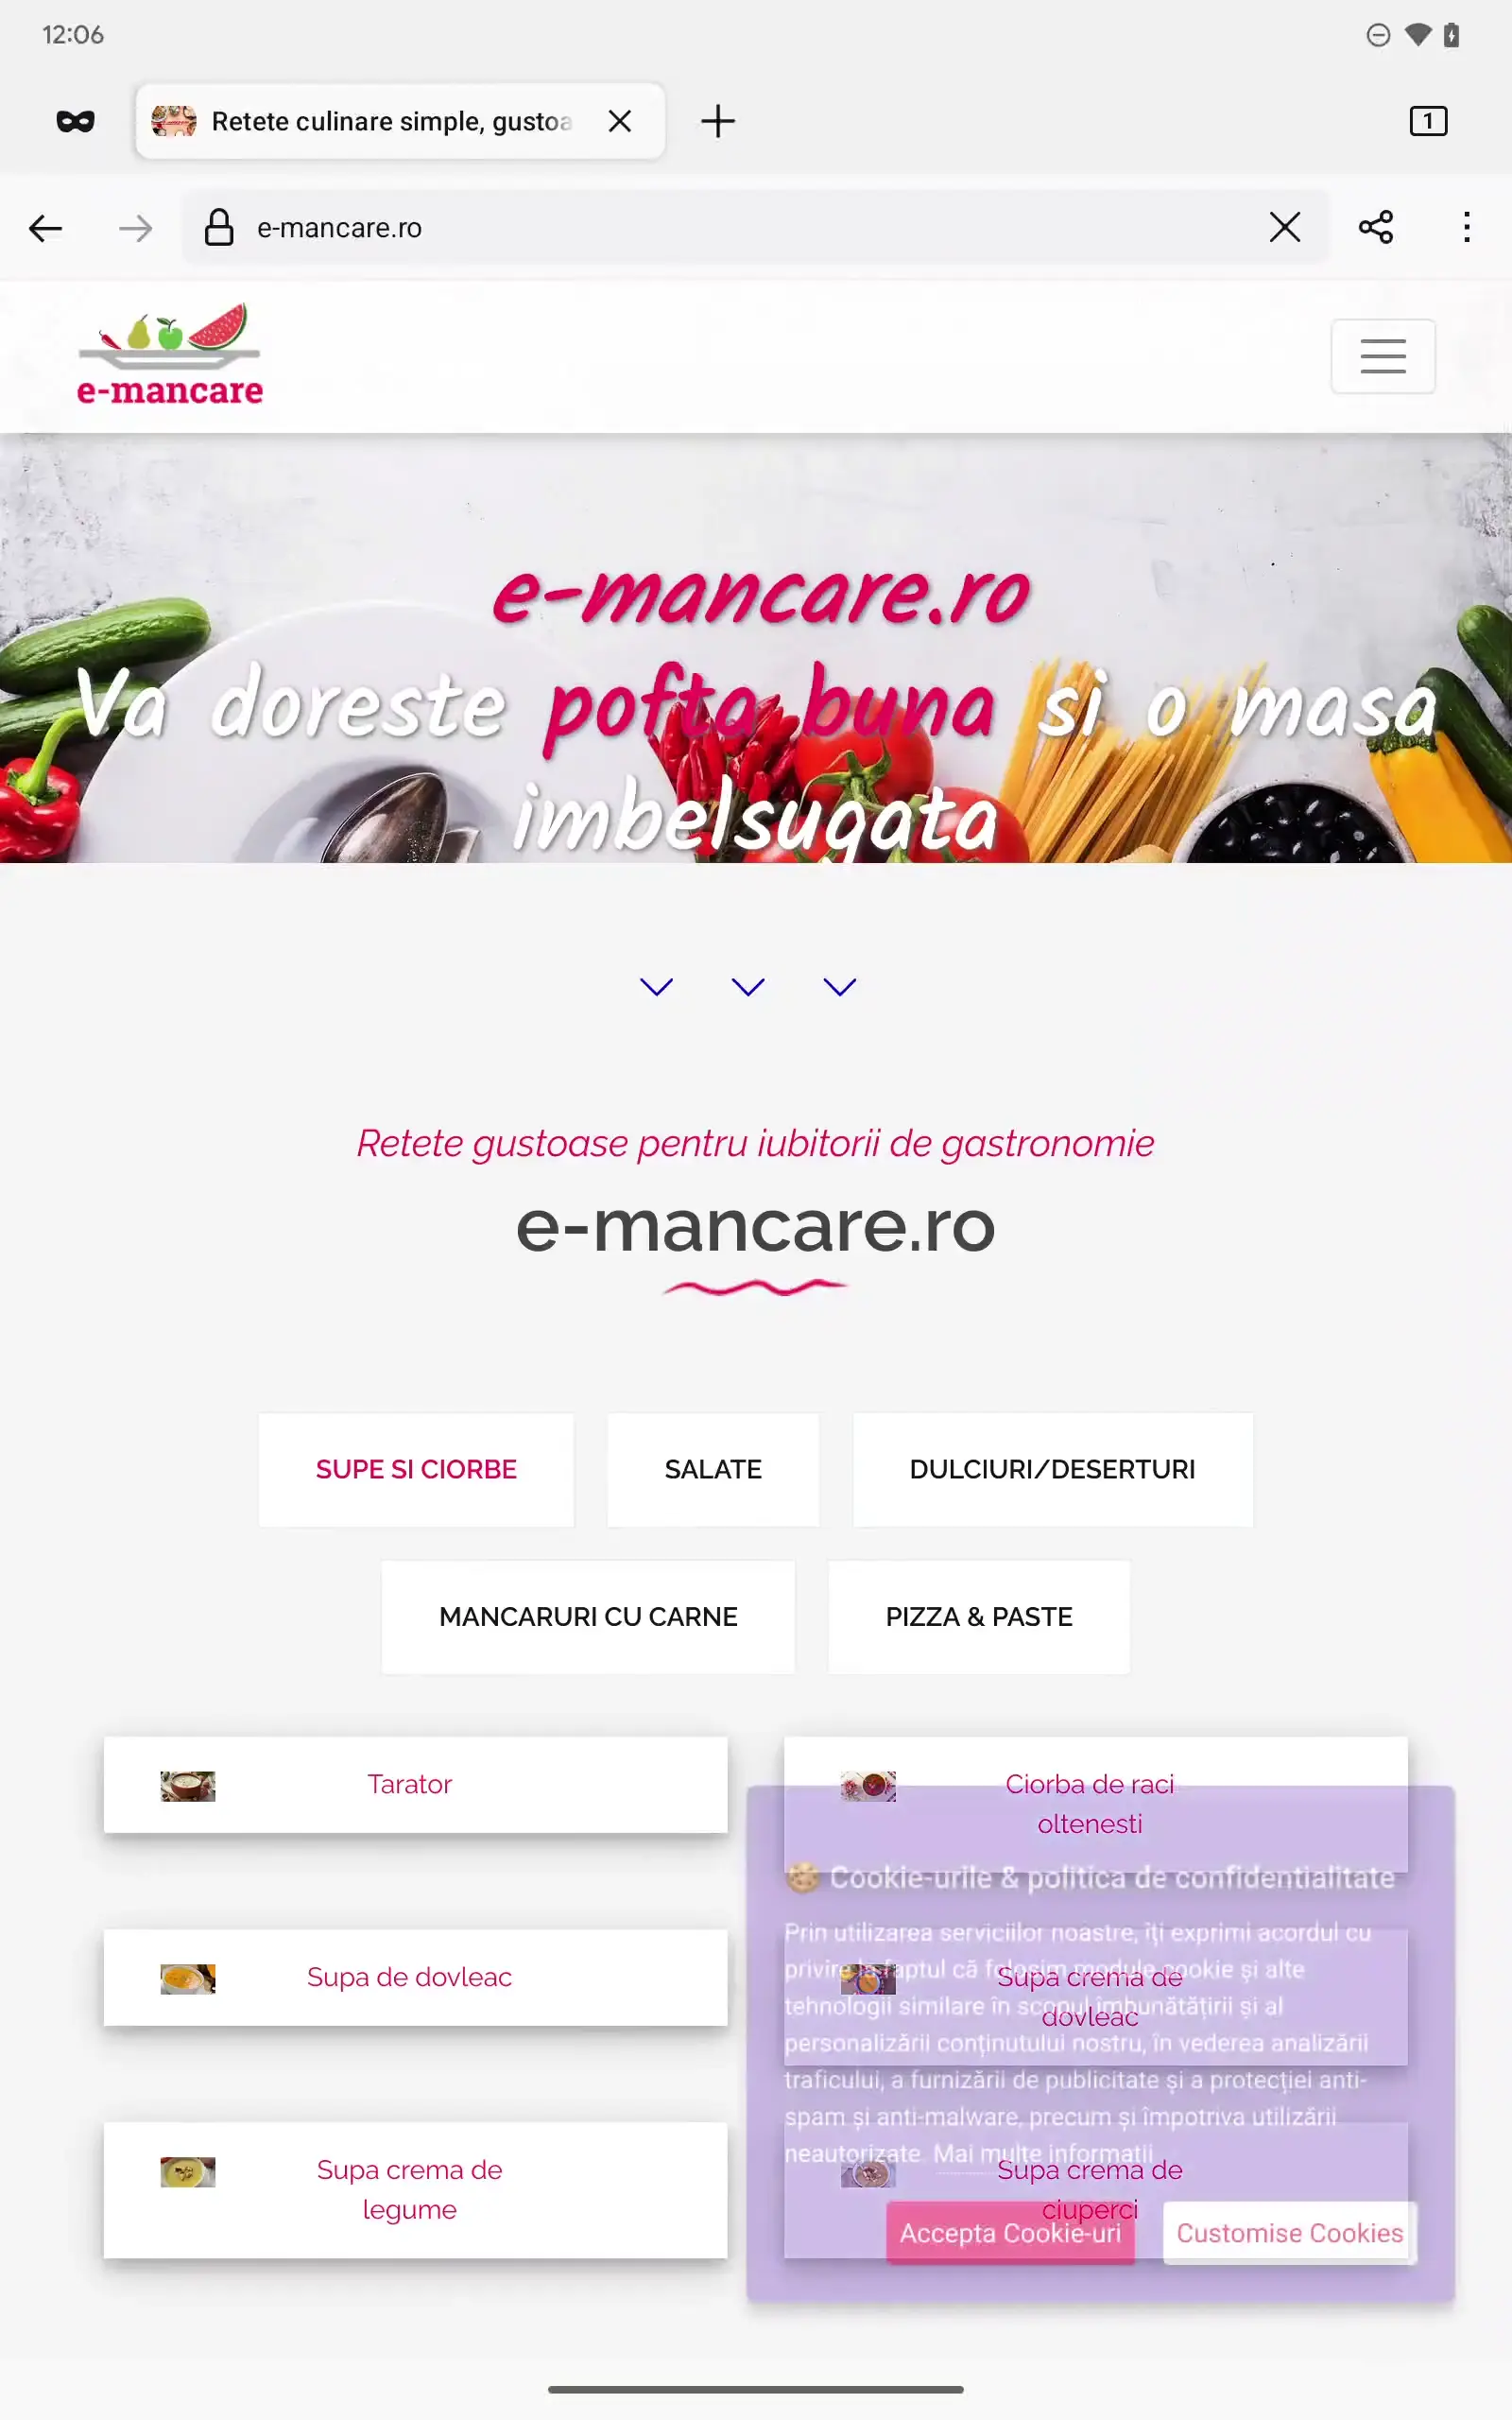 12:06
Retete culinare simple, gustoa
1
e-mancare.ro
e-mancare
e-mancare.ro
Va doreste pofta buna si o masa
imbelsugata
Retete gustoase pentru iubitorii de gastronomie
e-mancare.ro
SUPE SI CIORBE
SALATE
DULCIURI/DESERTURI
MANCARURI CU CARNE
PIZZA & PASTE
Tarator
Ciorba de raci
oltenesti
Supa de dovleac
Supa crema de
dovleac
Supa crema de
legume
Supa crema de
ciuperci
Cookie-urile & politica de confidentialitate
Prin utilizarea serviciilor noastre, îți exprimi acordul cu
privire la faptul că folosim module cookie și alte
tehnologii similare în scopul îmbunătățirii și al
personalizării conținutului nostru, în vederea analizării
traficului, a furnizării de publicitate și a protecției anti-
spam și anti-malware, precum și împotriva utilizării
neautorizate. Mai multe informatii
Accepta Cookie-uri
Customise Cookies